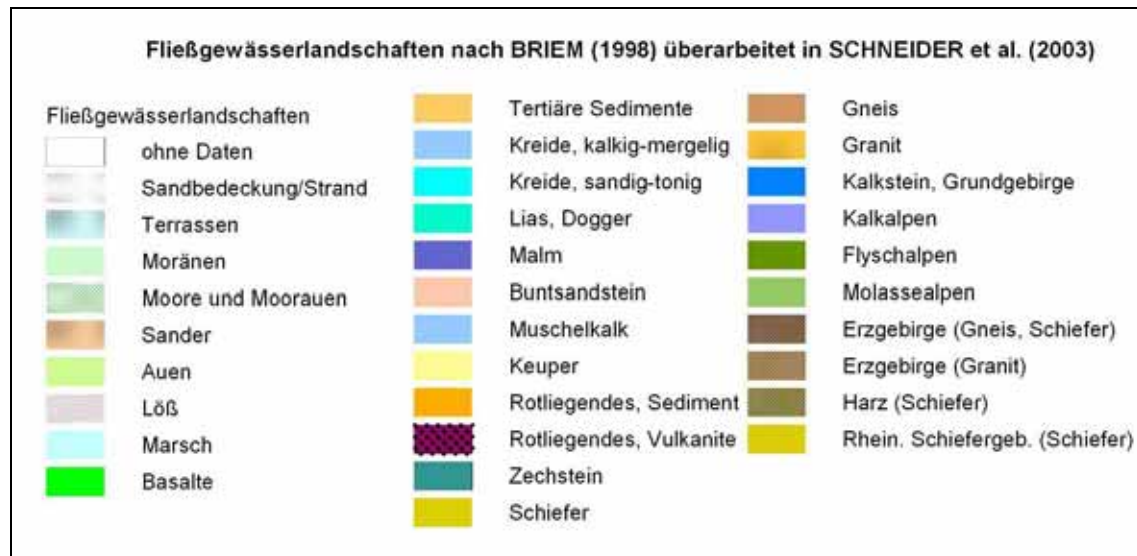 Fließgewässerlandschaften nach BRIEM (1998) überarbeitet in SCHNEIDER et al. (2003)
Fließgewässerlandschaften
ohne Daten
Sandbedeckung/Strand
Terrassen
Moränen
Moore und Moorauen
Sander
Auen
Löß
Marsch
Basalte
Tertiäre Sedimente
Kreide, kalkig-mergelig
Kreide, sandig-tonig
Lias, Dogger
Malm
Buntsandstein
Muschelkalk
Keuper
Rotliegendes, Sediment
Rotliegendes, Vulkanite
Zechstein
Schiefer
Gneis
Granit
Kalkstein, Grundgebirge
Kalkalpen
Flyschalpen
Molassealpen
Erzgebirge (Gneis, Schiefer)
Erzgebirge (Granit)
Harz (Schiefer)
Rhein. Schiefergeb. (Schiefer)